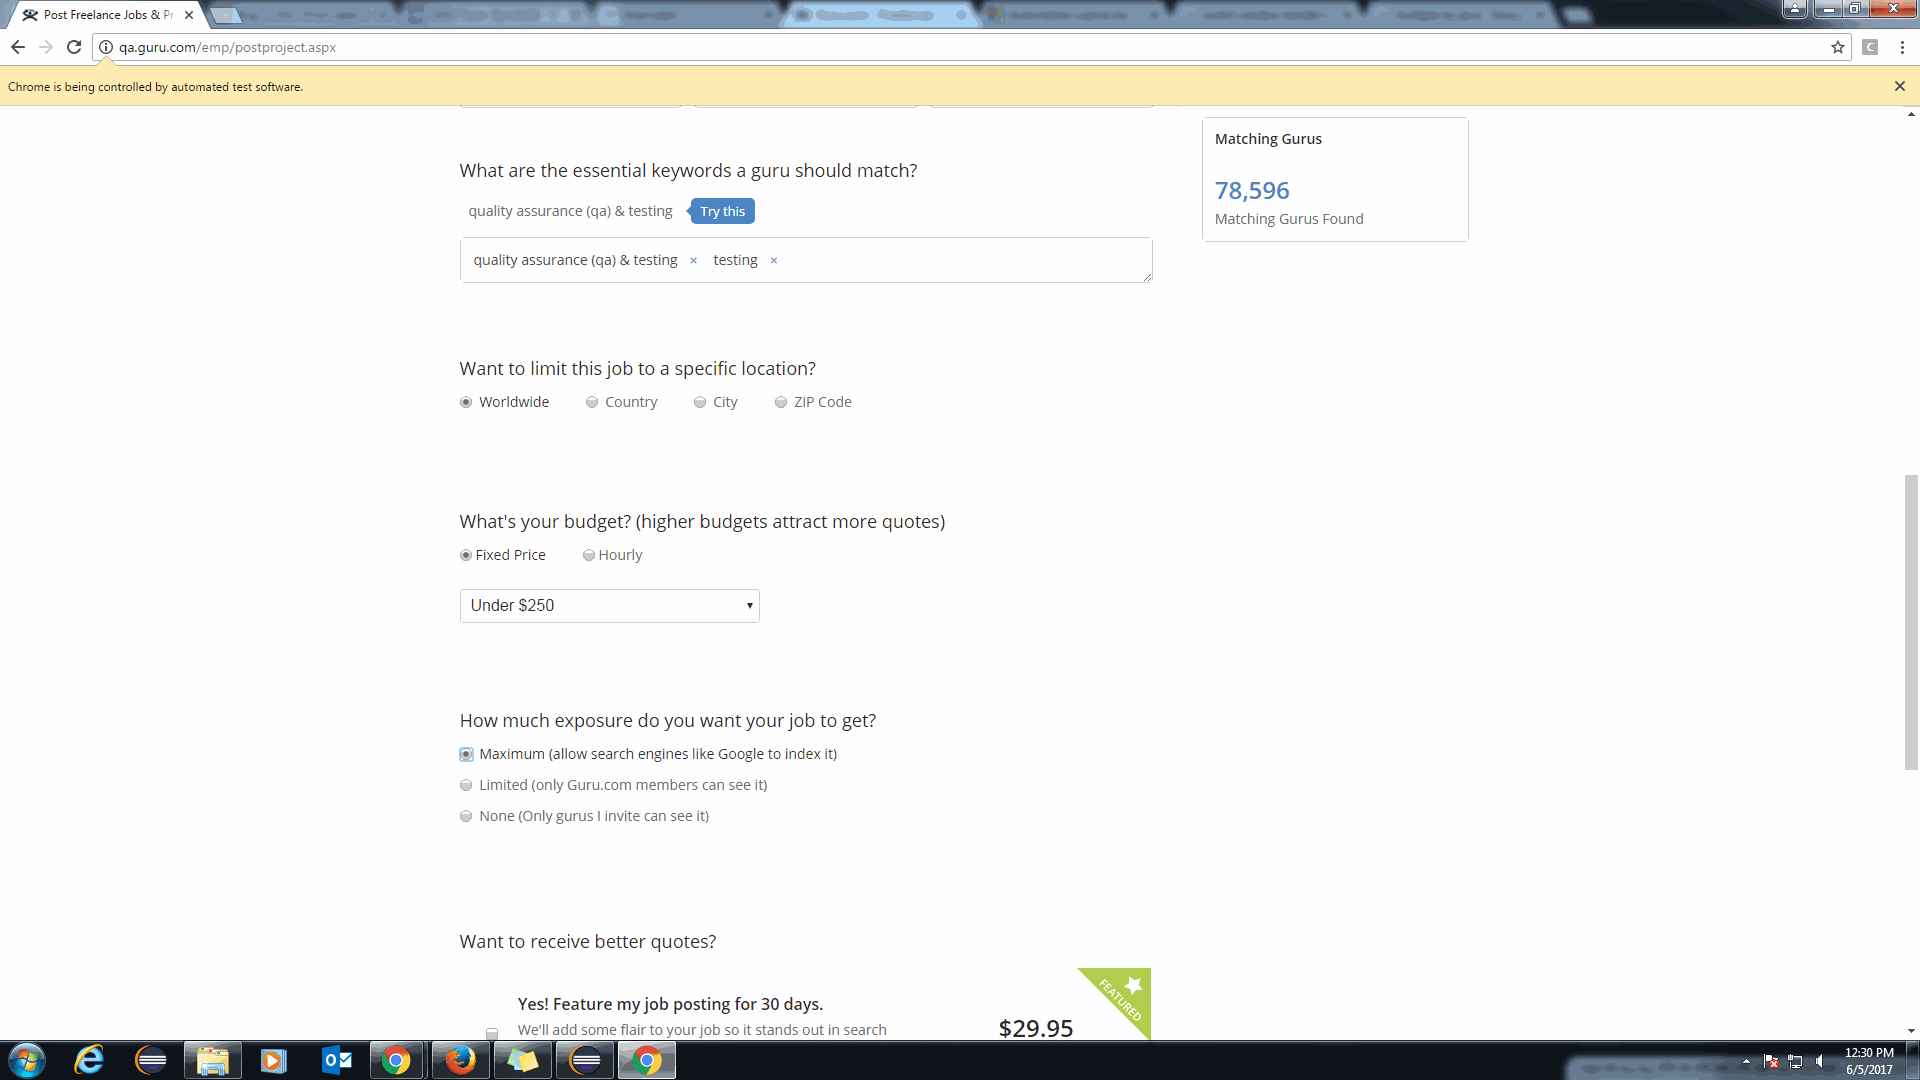 Post Freelance Jobs & Pr
qa.guru.com/emp/postproject.aspx
C
Chrome is being controlled by automated test software.
Matching Gurus
78,596
Matching Gurus Found
What are the essential keywords a guru should match?
quality assurance (qa) & testing Try this
quality assurance (qa) & testing × testing ×
Want to limit this job to a specific location?
Worldwide Country City ZIP Code
What's your budget? (higher budgets attract more quotes)
Fixed Price Hourly
Under $250
How much exposure do you want your job to get?
Maximum (allow search engines like Google to index it)
Limited (only Guru.com members can see it)
None (Only gurus I invite can see it)
Want to receive better quotes?
FEATURED
Yes! Feature my job posting for 30 days.
We'll add some flair to your job so it stands out in search
$29.95
12:30 PM
6/5/2017